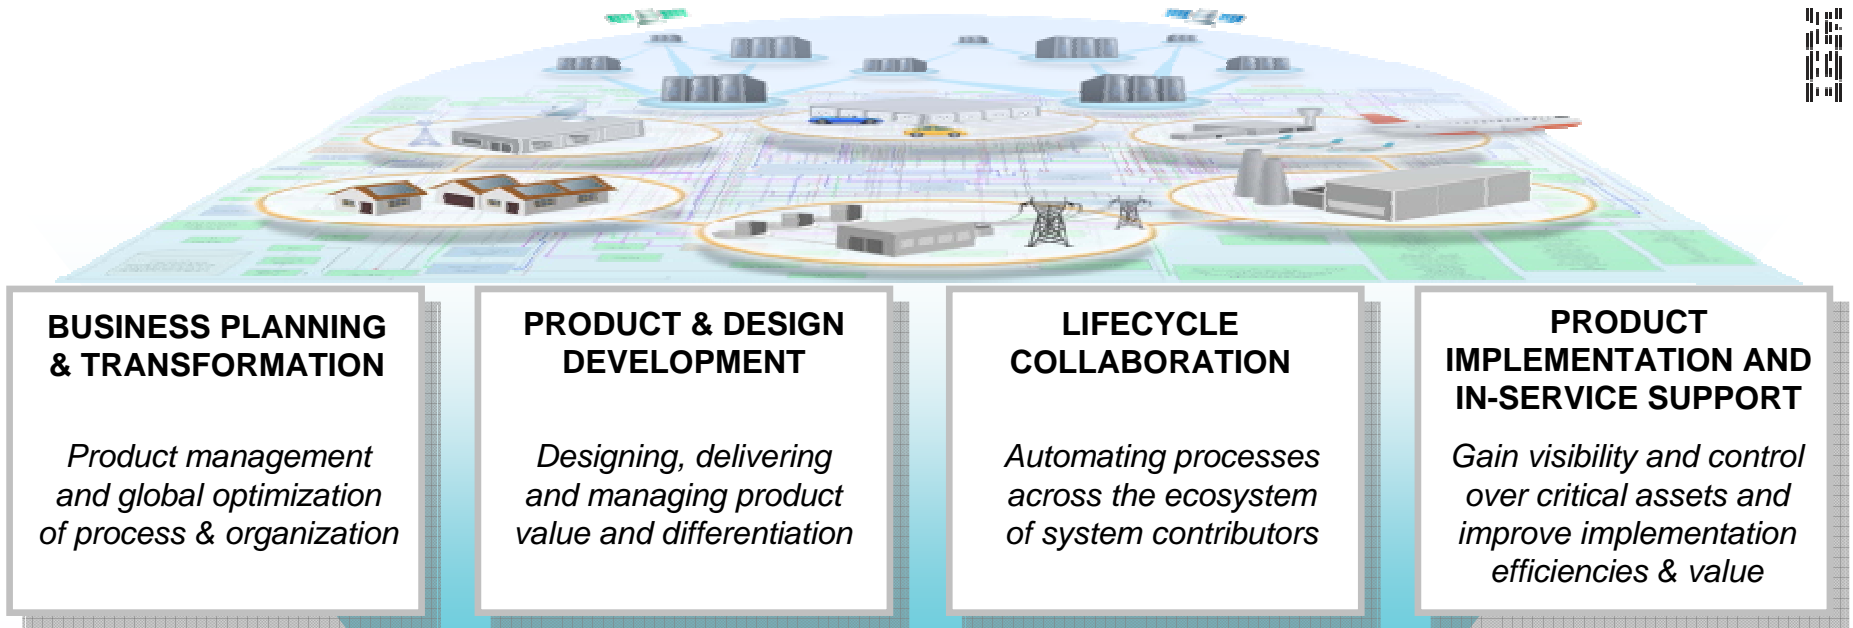 BUSINESS PLANNING
& TRANSFORMATION
Product management
and global optimization
of process & organization
PRODUCT & DESIGN
DEVELOPMENT
Designing, delivering
and managing product
value and differentiation
LIFECYCLE
COLLABORATION
Automating processes
across the ecosystem
of system contributors
PRODUCT
IMPLEMENTATION AND
IN-SERVICE SUPPORT
Gain visibility and control
over critical assets and
improve implementation
efficiencies & value